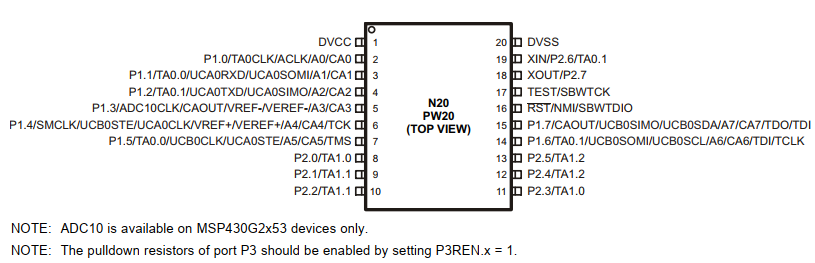 DVCC 1 20 DVSS
P1.0/TA0CLK/ACLK/A0/CA0 2 19 XIN/P2.6/TA0.1
P1.1/TA0.0/UCA0RXD/UCA0SOMI/A1/CA1 3 18 XOUT/P2.7
P1.2/TA0.1/UCA0TXD/UCA0SIMO/A2/CA2 4 17 TEST/SBWTCK
P1.3/ADC10CLK/CAOUT/VREF-/VEREF-/A3/CA3 5 16 RST/NMI/SBWTDIO
P1.4/SMCLK/UCB0STE/UCA0CLK/VREF+/VEREF+/A4/CA4/TCK 6 15 P1.7/CAOUT/UCB0SIMO/UCB0SDA/A7/CA7/TDO/TDI
P1.5/TA0.0/UCB0CLK/UCA0STE/A5/CA5/TMS 7 14 P1.6/TA0.1/UCB0SOMI/UCB0SCL/A6/CA6/TDI/TCLK
P2.0/TA1.0 8 13 P2.5/TA1.2
P2.1/TA1.1 9 12 P2.4/TA1.2
P2.2/TA1.1 10 11 P2.3/TA1.0
N20
PW20
(TOP VIEW)
NOTE: ADC10 is available on MSP430G2x53 devices only.
NOTE: The pulldown resistors of port P3 should be enabled by setting P3REN.x = 1.